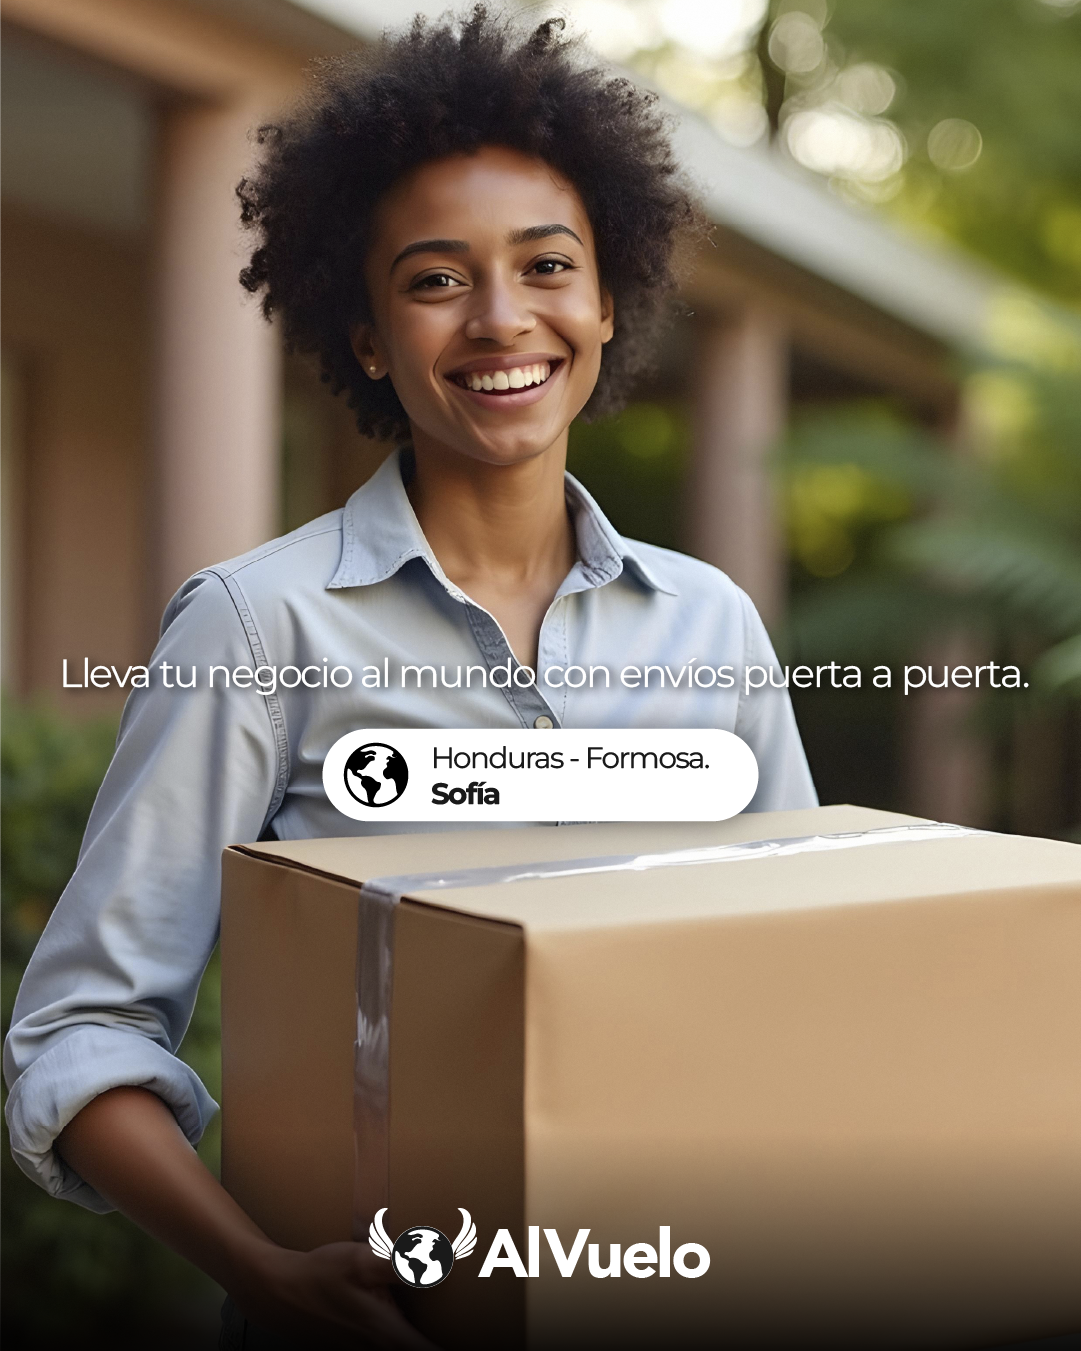 Lleva tu negocio al mundo con envíos puerta a puerta.
Honduras - Formosa.
Sofía
AlVuelo